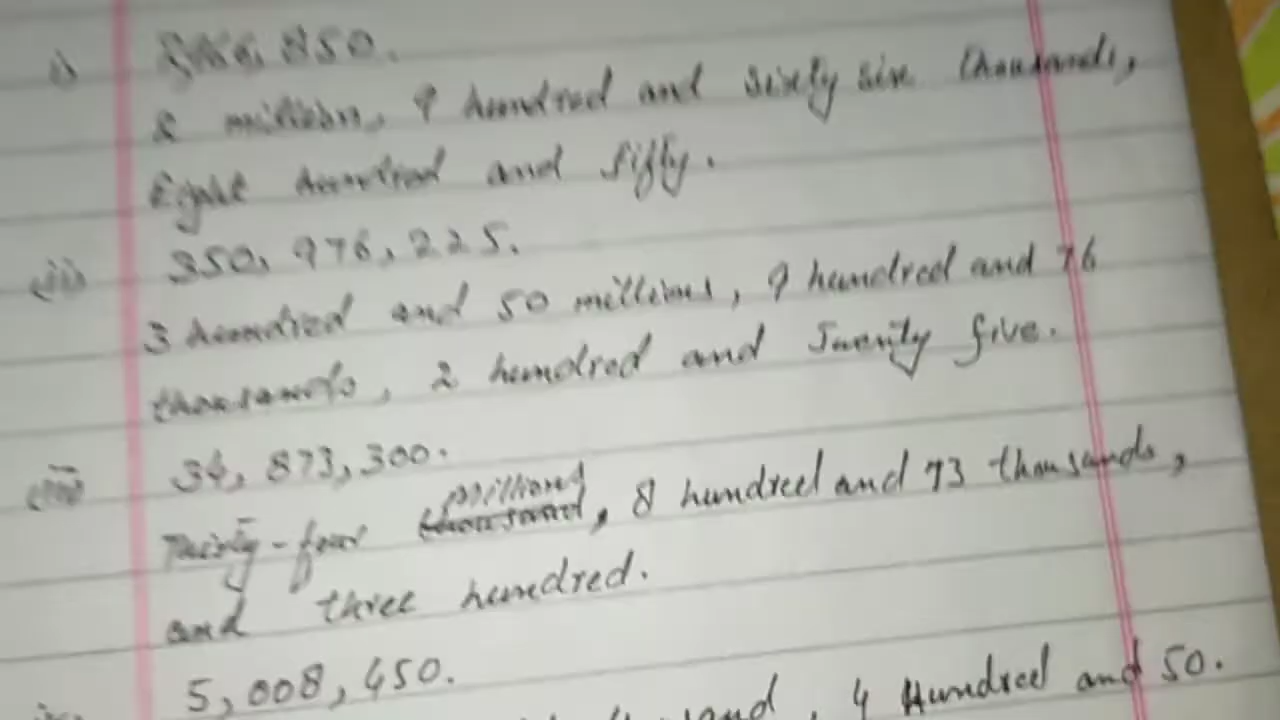 i) 850.
8 million, 9 hundred and sixty six thousands,
Eight hundred and fifty.
ii) 350, 976, 225.
3 hundred and 50 millions, 9 hundred and 76
thousands, 2 hundred and Twenty five.
iii) 34, 873, 300.
millions
Thirty-four thousand, 8 hundred and 73 thousands,
and three hundred.
5,008,450.
thousand, 4 Hundred and 50.